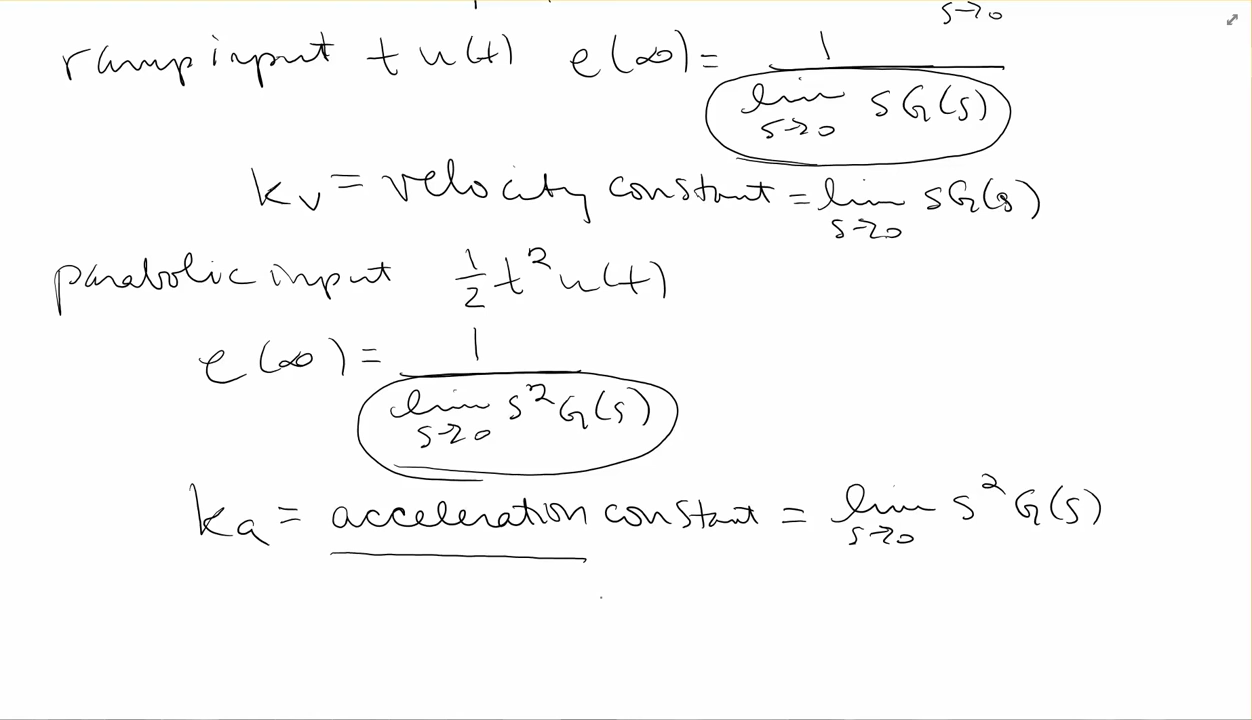 s→0
ramp input t u(t) e(∞) = 1 / lim s→0 sG(s)
Kv = velocity constant = lim s→0 sG(s)
parabolic input 1/2 t² u(t)
e(∞) = 1 / lim s→0 s²G(s)
Ka = acceleration constant = lim s→0 s²G(s)